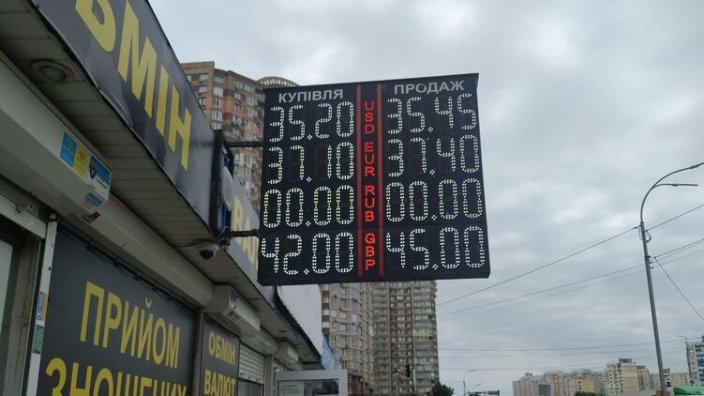 ОБМІН
КУПІВЛЯ ПРОДАЖ
35.20 USD 35.45
37.10 EUR 37.40
00.00 RUB 00.00
42.00 GBP 45.00
ПРИЙОМ
ЗНОШЕНИХ
ОБМІН
ВАЛЮТ